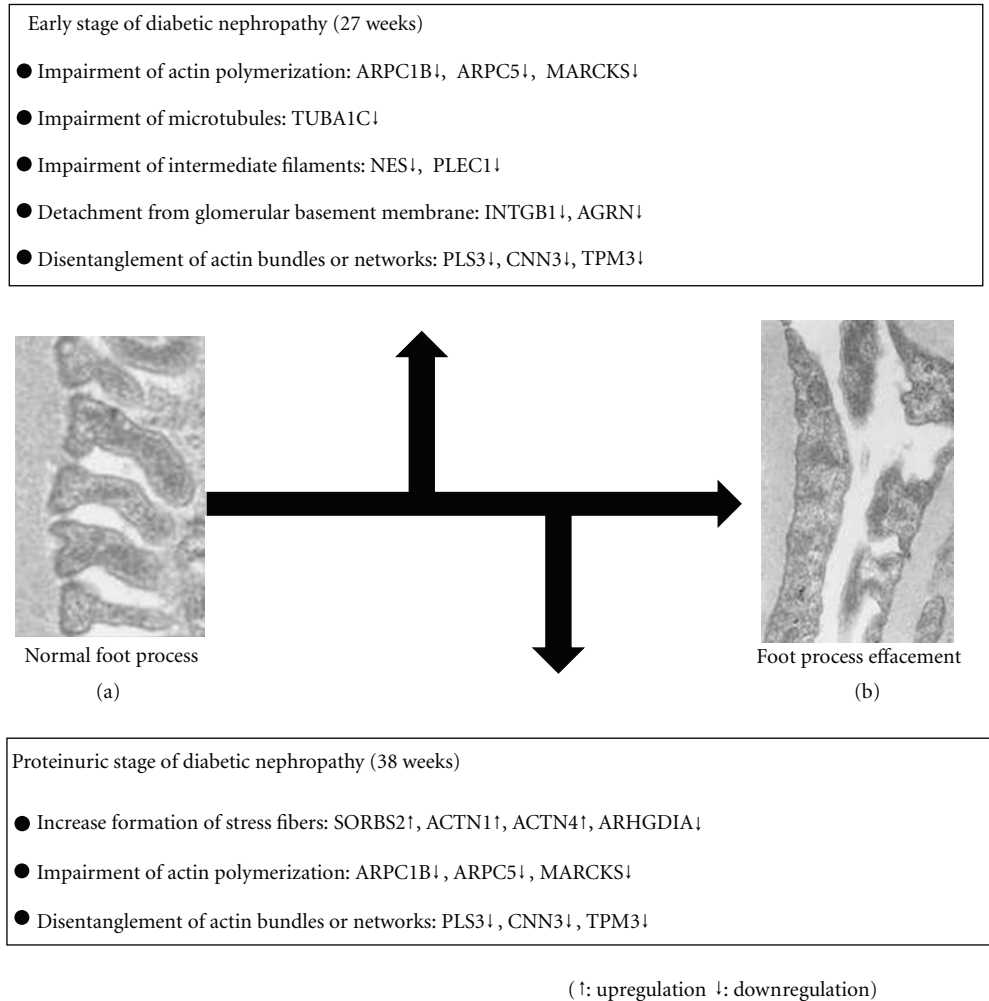 Early stage of diabetic nephropathy (27 weeks)
● Impairment of actin polymerization: ARPC1B↓, ARPC5↓, MARCKS↓
● Impairment of microtubules: TUBA1C↓
● Impairment of intermediate filaments: NES↓, PLEC1↓
● Detachment from glomerular basement membrane: INTGB1↓, AGRN↓
● Disentanglement of actin bundles or networks: PLS3↓, CNN3↓, TPM3↓
Normal foot process
(a)
Foot process effacement
(b)
Proteinuric stage of diabetic nephropathy (38 weeks)
● Increase formation of stress fibers: SORBS2↑, ACTN1↑, ACTN4↑, ARHGDIA↓
● Impairment of actin polymerization: ARPC1B↓, ARPC5↓, MARCKS↓
● Disentanglement of actin bundles or networks: PLS3↓, CNN3↓, TPM3↓
(↑: upregulation ↓: downregulation)